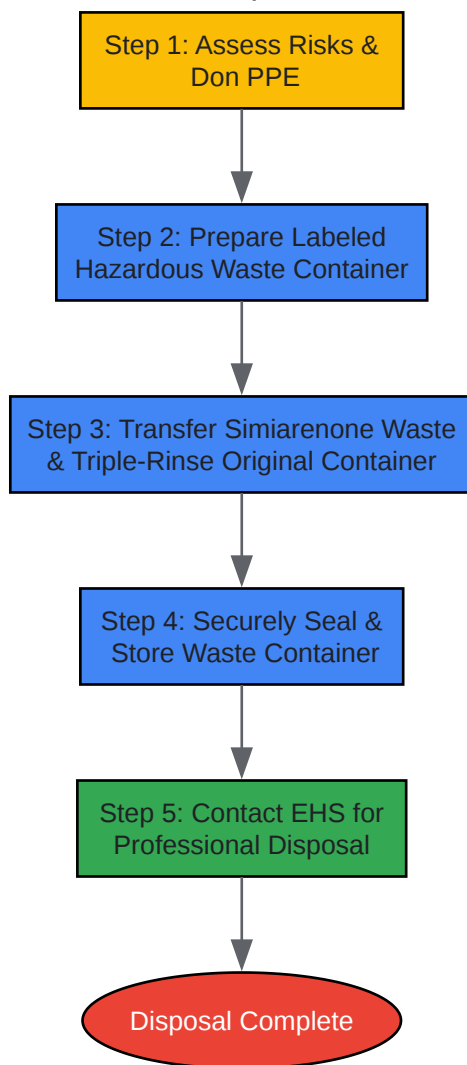 Step 1: Assess Risks &
Don PPE
Step 2: Prepare Labeled
Hazardous Waste Container
Step 3: Transfer Simiarenone Waste
& Triple-Rinse Original Container
Step 4: Securely Seal &
Store Waste Container
Step 5: Contact EHS for
Professional Disposal
Disposal Complete